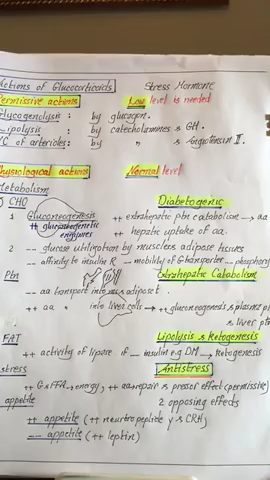 Actions of Glucocorticoids Stress Hormone
Permissive actions Low level is needed
Glycogenolysis : by glucagon.
Lipolysis : by catecholamines & GH.
VC of arterioles : by " & Angiotensin II.
Physiological actions Normal level
Metabolism
CHO Diabetogenic
1 Gluconeogenesis ++ extrahepatic ptn catabolism → aa
++ gluconeogenetic enzymes ++ hepatic uptake of aa.
2 -- glucose utilization by muscles adipose tissues
-- affinity to insulin R -- mobility of G transporter -- phosphory
Ptn Extrahepatic Catabolism
-- aa transport into ms adipose.
++ aa " into liver cells → ++ gluconeogenesis & plasma pt
& liver ptn
FAT Lipolysis & Ketogenesis
++ activity of lipase if -- insulin e.g DM → Ketogenesis
stress Antistress
++ G & FFA → energy, ++ aa → repair & pressor effect (permissive)
appetite 2 opposing effects
++ appetite (++ neuropeptide y & CRH)
-- appetite (++ leptin)